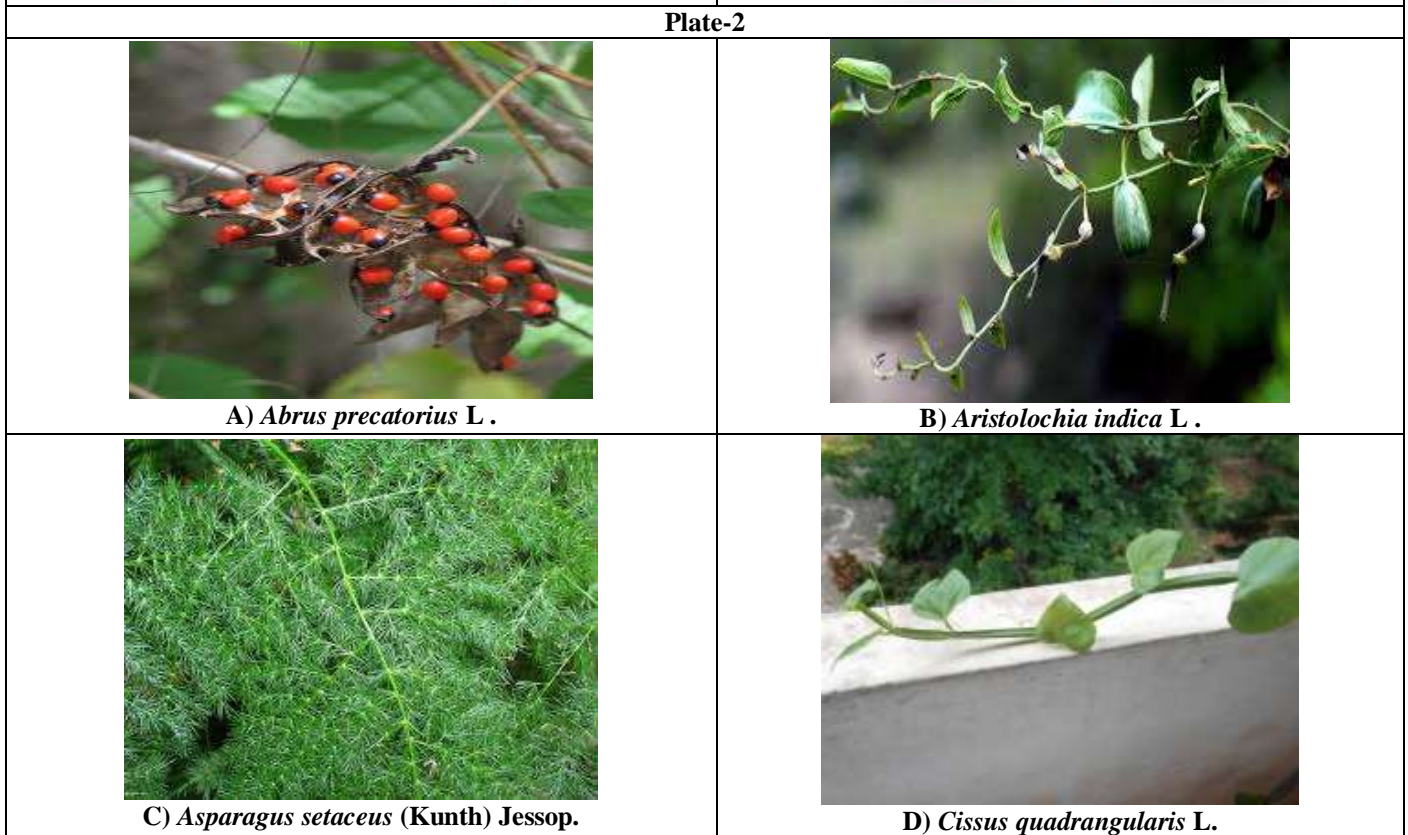 Plate-2
A) Abrus precatorius L .
B) Aristolochia indica L .
C) Asparagus setaceus (Kunth) Jessop.
D) Cissus quadrangularis L.